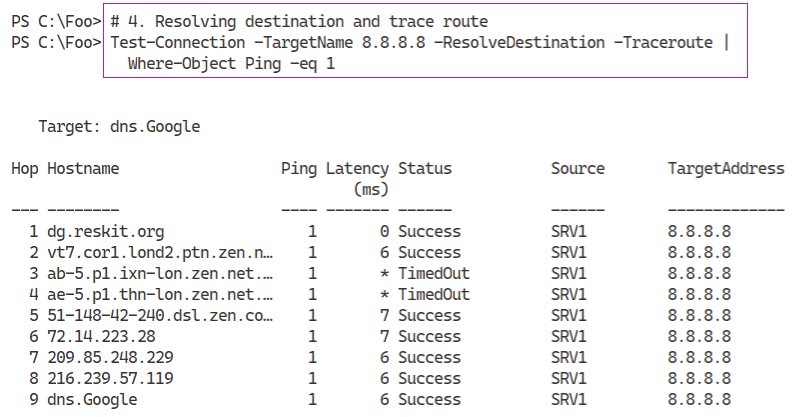 PS C:\Foo> # 4. Resolving destination and trace route
PS C:\Foo> Test-Connection -TargetName 8.8.8.8 -ResolveDestination -Traceroute |
Where-Object Ping -eq 1
Target: dns.Google
Hop Hostname Ping Latency Status Source TargetAddress
(ms)
--- -------- ---- ------- ------ ------ -------------
1 dg.reskit.org 1 0 Success SRV1 8.8.8.8
2 vt7.cor1.lond2.ptn.zen.n… 1 6 Success SRV1 8.8.8.8
3 ab-5.p1.ixn-lon.zen.net.… 1 * TimedOut SRV1 8.8.8.8
4 ae-5.p1.thn-lon.zen.net.… 1 * TimedOut SRV1 8.8.8.8
5 51-148-42-240.dsl.zen.co… 1 7 Success SRV1 8.8.8.8
6 72.14.223.28 1 7 Success SRV1 8.8.8.8
7 209.85.248.229 1 6 Success SRV1 8.8.8.8
8 216.239.57.119 1 6 Success SRV1 8.8.8.8
9 dns.Google 1 6 Success SRV1 8.8.8.8